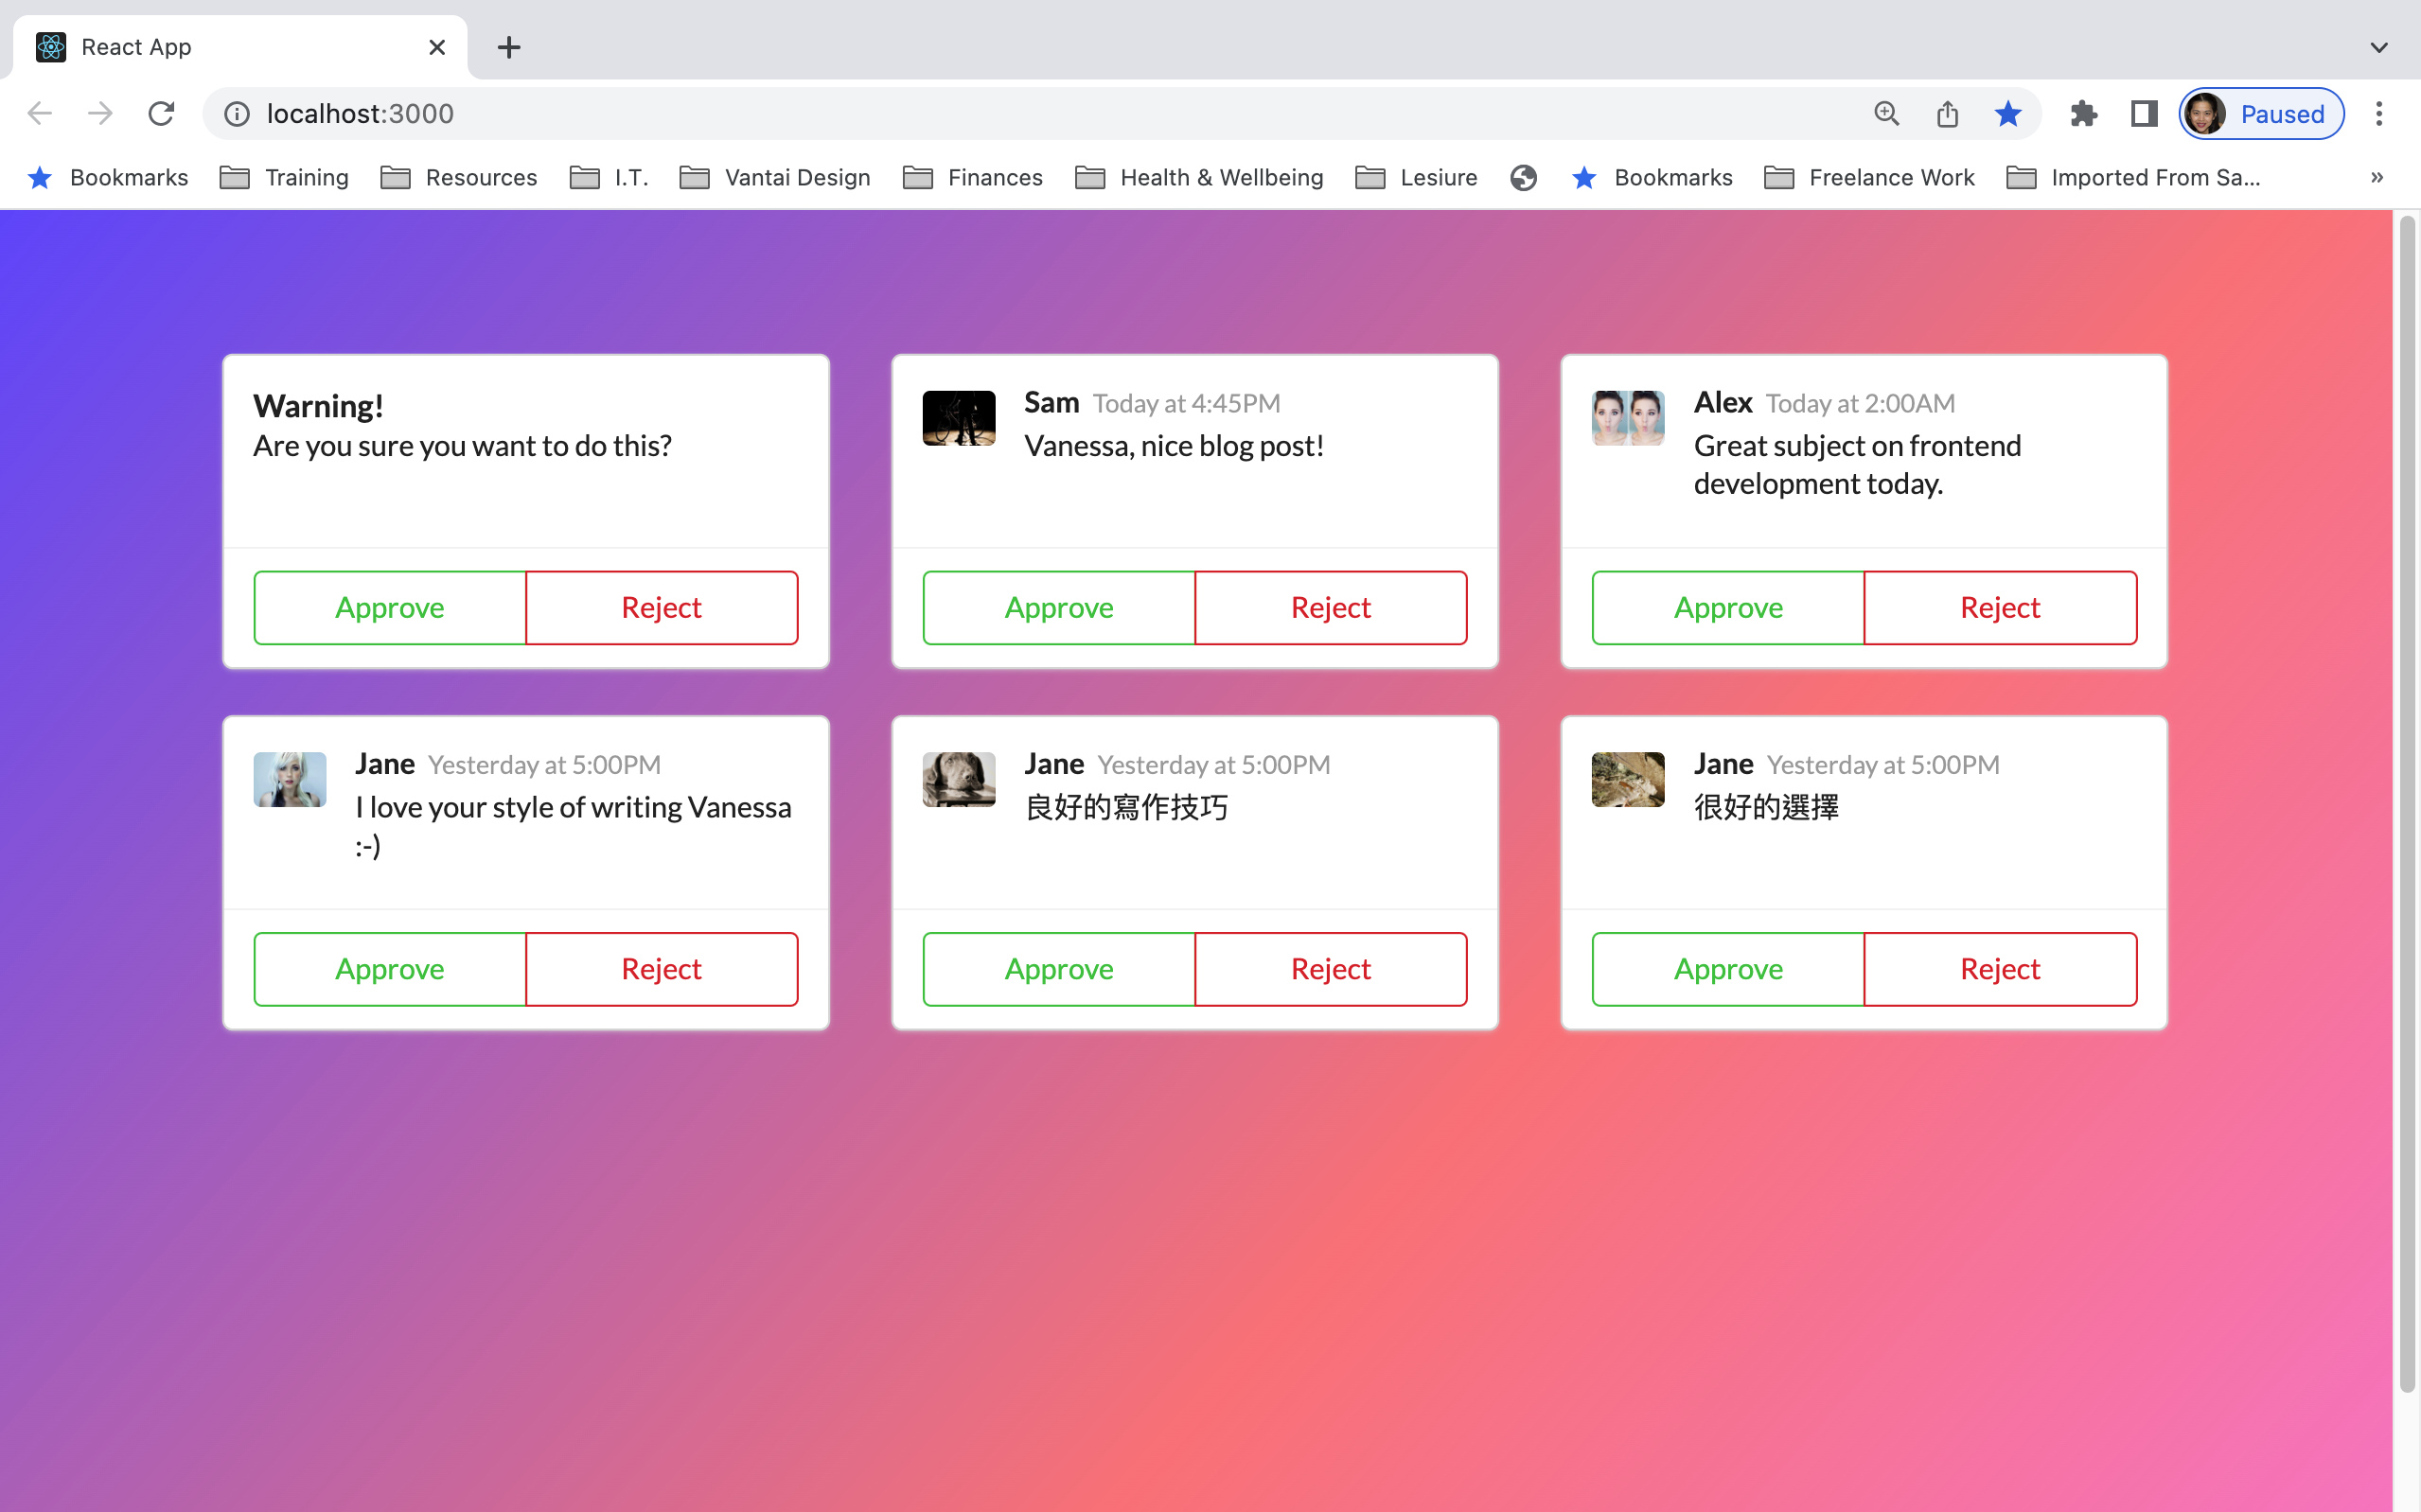 React App
localhost:3000
Paused
Bookmarks Training Resources I.T. Vantai Design Finances Health & Wellbeing Lesiure Bookmarks Freelance Work Imported From Sa... »
Warning!
Are you sure you want to do this?
Approve Reject
Sam Today at 4:45PM
Vanessa, nice blog post!
Approve Reject
Alex Today at 2:00AM
Great subject on frontend
development today.
Approve Reject
Jane Yesterday at 5:00PM
I love your style of writing Vanessa
:-)
Approve Reject
Jane Yesterday at 5:00PM
良好的寫作技巧
Approve Reject
Jane Yesterday at 5:00PM
很好的選擇
Approve Reject